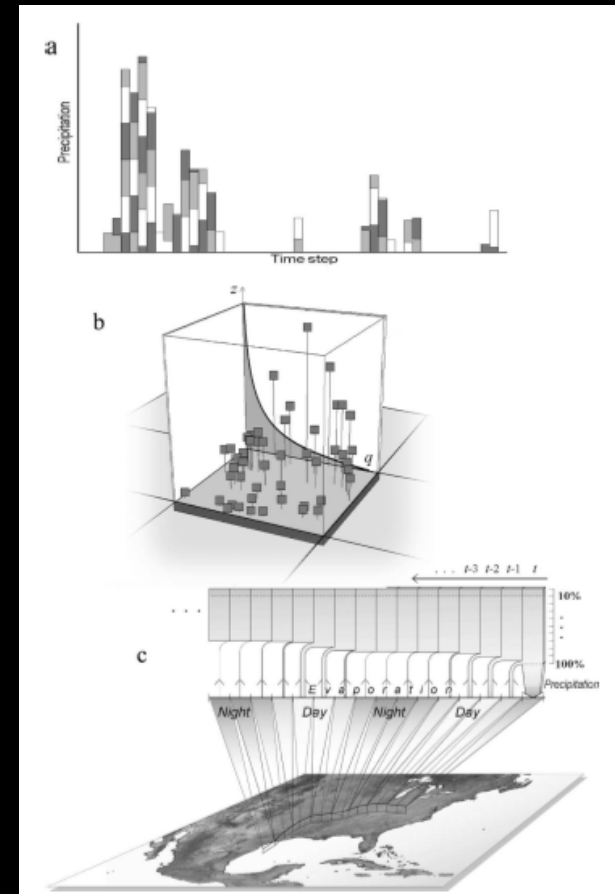 a
Precipitation
Time step
b
z
q
. . . t-3 t-2 t-1 t
10%
. . .
c
100%
Evaporation
Precipitation
Night Day Night Day